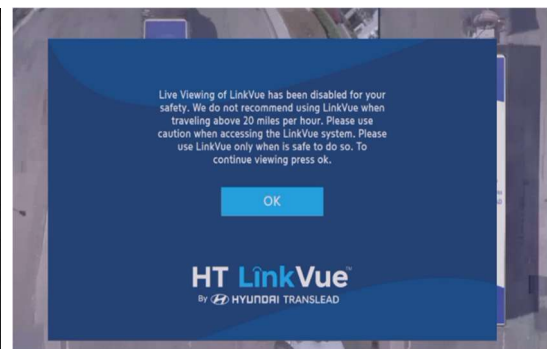 Live Viewing of LinkVue has been disabled for your
safety. We do not recommend using LinkVue when
traveling above 20 miles per hour. Please use
caution when accessing the LinkVue system. Please
use LinkVue only when is safe to do so. To
continue viewing press ok.
OK
HT LînkVue™
By HYUNDAI TRANSLEAD